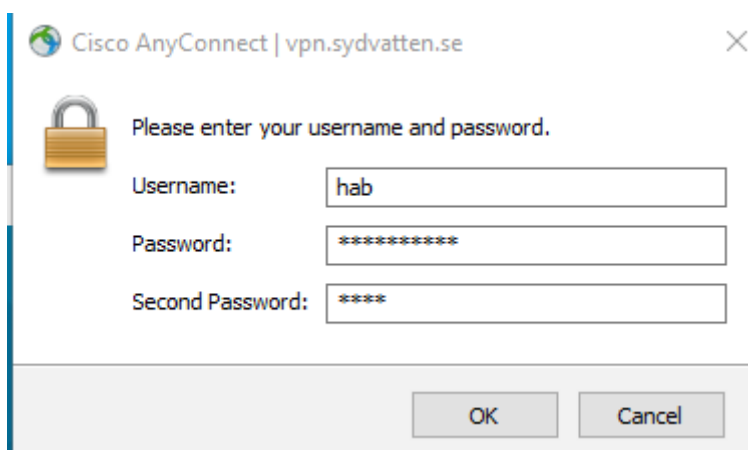 Cisco AnyConnect | vpn.sydvatten.se
Please enter your username and password.
Username: hab
Password: **********
Second Password: ****
OK Cancel